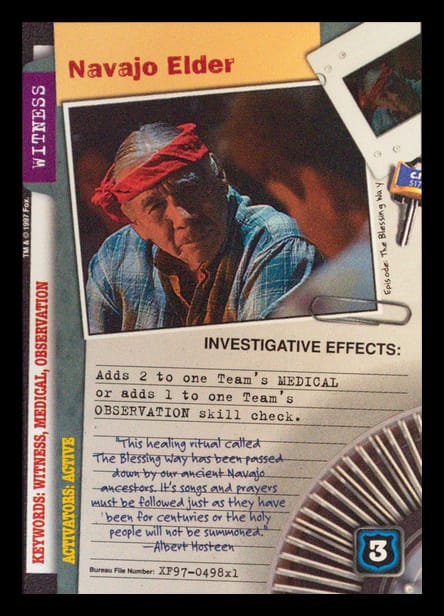 Navajo Elder
WITNESS
TM & © 1997 Fox.
C.I.
517
Episode: The Blessing Way
INVESTIGATIVE EFFECTS:
Adds 2 to one Team's MEDICAL
or adds 1 to one Team's
OBSERVATION skill check.
"This healing ritual called
The Blessing Way has been passed
down by our ancient Navajo
ancestors. It's songs and prayers
must be followed just as they have
been for centuries or the holy
people will not be summoned."
—Albert Hosteen
KEYWORDS: WITNESS, MEDICAL, OBSERVATION
ACTIVATORS: ACTIVE
3
Bureau File Number: XF97-0498x1